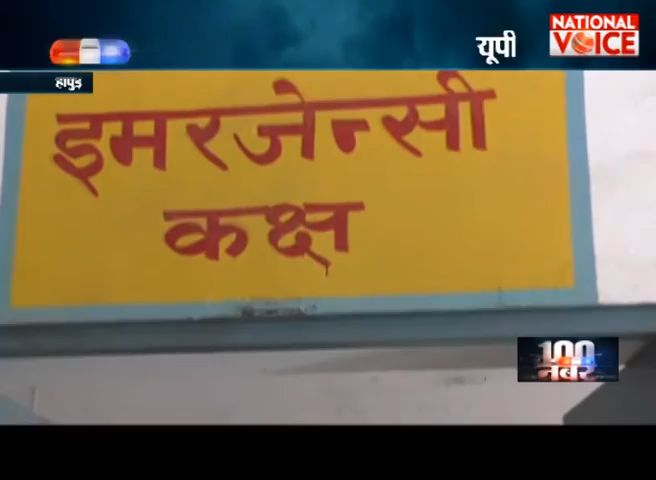 यूपी
NATIONAL
VOICE
हापुड़
इमरजेन्सी
कक्ष
100
नंबर